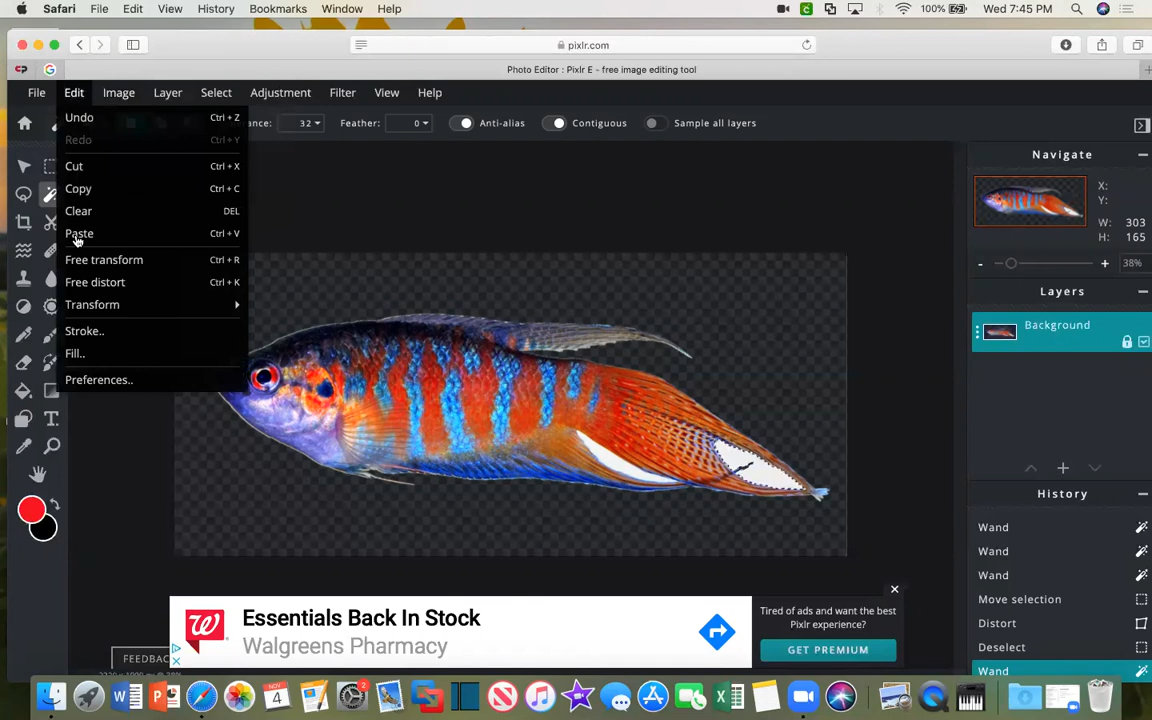 Safari File Edit View History Bookmarks Window Help 100% Wed 7:45 PM
pixlr.com
Photo Editor : Pixlr E - free image editing tool
File Edit Image Layer Select Adjustment Filter View Help
Undo Ctrl + Z
Redo Ctrl + Y
Cut Ctrl + X
Copy Ctrl + C
Clear DEL
Paste Ctrl + V
Free transform Ctrl + R
Free distort Ctrl + K
Transform
Stroke..
Fill..
Preferences..
32 Feather: 0 Anti-alias Contiguous Sample all layers
Navigate
X:
Y:
W: 303
H: 165
- + 38%
Layers
Background
History
Wand
Wand
Wand
Move selection
Distort
Deselect
Wand
Essentials Back In Stock
Walgreens Pharmacy
Tired of ads and want the best
Pixlr experience?
GET PREMIUM
FEEDBAC
NOV
4
2